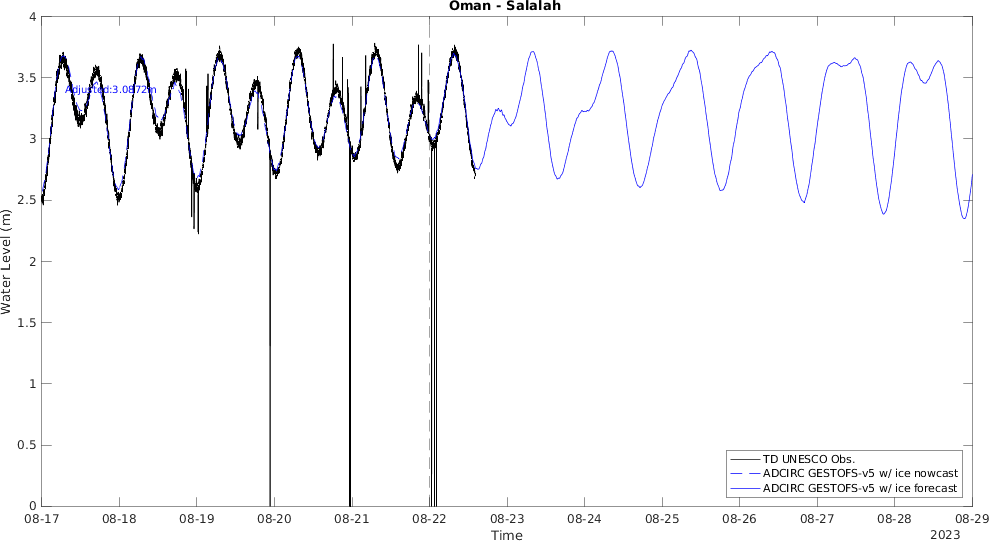 Oman - Salalah
4
3.5
3
2.5
2
1.5
1
0.5
0
Water Level (m)
Adjusted:3.0872m
TD UNESCO Obs.
ADCIRC GESTOFS-v5 w/ ice nowcast
ADCIRC GESTOFS-v5 w/ ice forecast
08-17 08-18 08-19 08-20 08-21 08-22 08-23 08-24 08-25 08-26 08-27 08-28 08-29
Time
2023